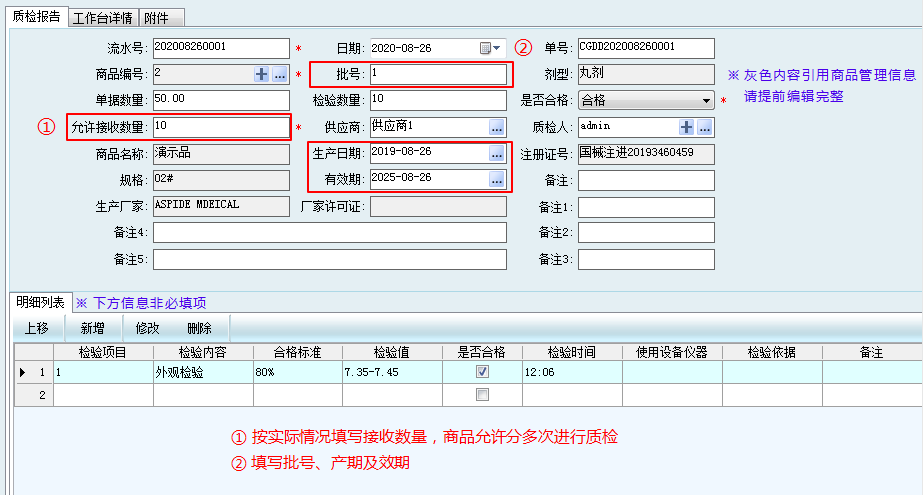 质检报告 工作台详情 附件
流水号: 202008260001 * 日期: 2020-08-26 ② 单号: CGDD202008260001
商品编号: 2 * 批号: 1 剂型: 丸剂 ※ 灰色内容引用商品管理信息
单据数量: 50.00 检验数量: 10 是否合格: 合格 * 请提前编辑完整
① 允许接收数量: 10 * 供应商: 供应商1 质检人: admin
商品名称: 演示品 生产日期: 2019-08-26 注册证号: 国械注进20193460459
规格: 02# 有效期: 2025-08-26 备注:
生产厂家: ASPIDE MDEICAL 厂家许可证: 备注1:
备注4: 备注2:
备注5: 备注3:
明细列表 ※ 下方信息非必填项
上移 新增 修改 删除
检验项目 检验内容 合格标准 检验值 是否合格 检验时间 使用设备仪器 检验依据 备注
1 1 外观检验 80% 7.35-7.45 12:06
2
① 按实际情况填写接收数量，商品允许分多次进行质检
② 填写批号、产期及效期